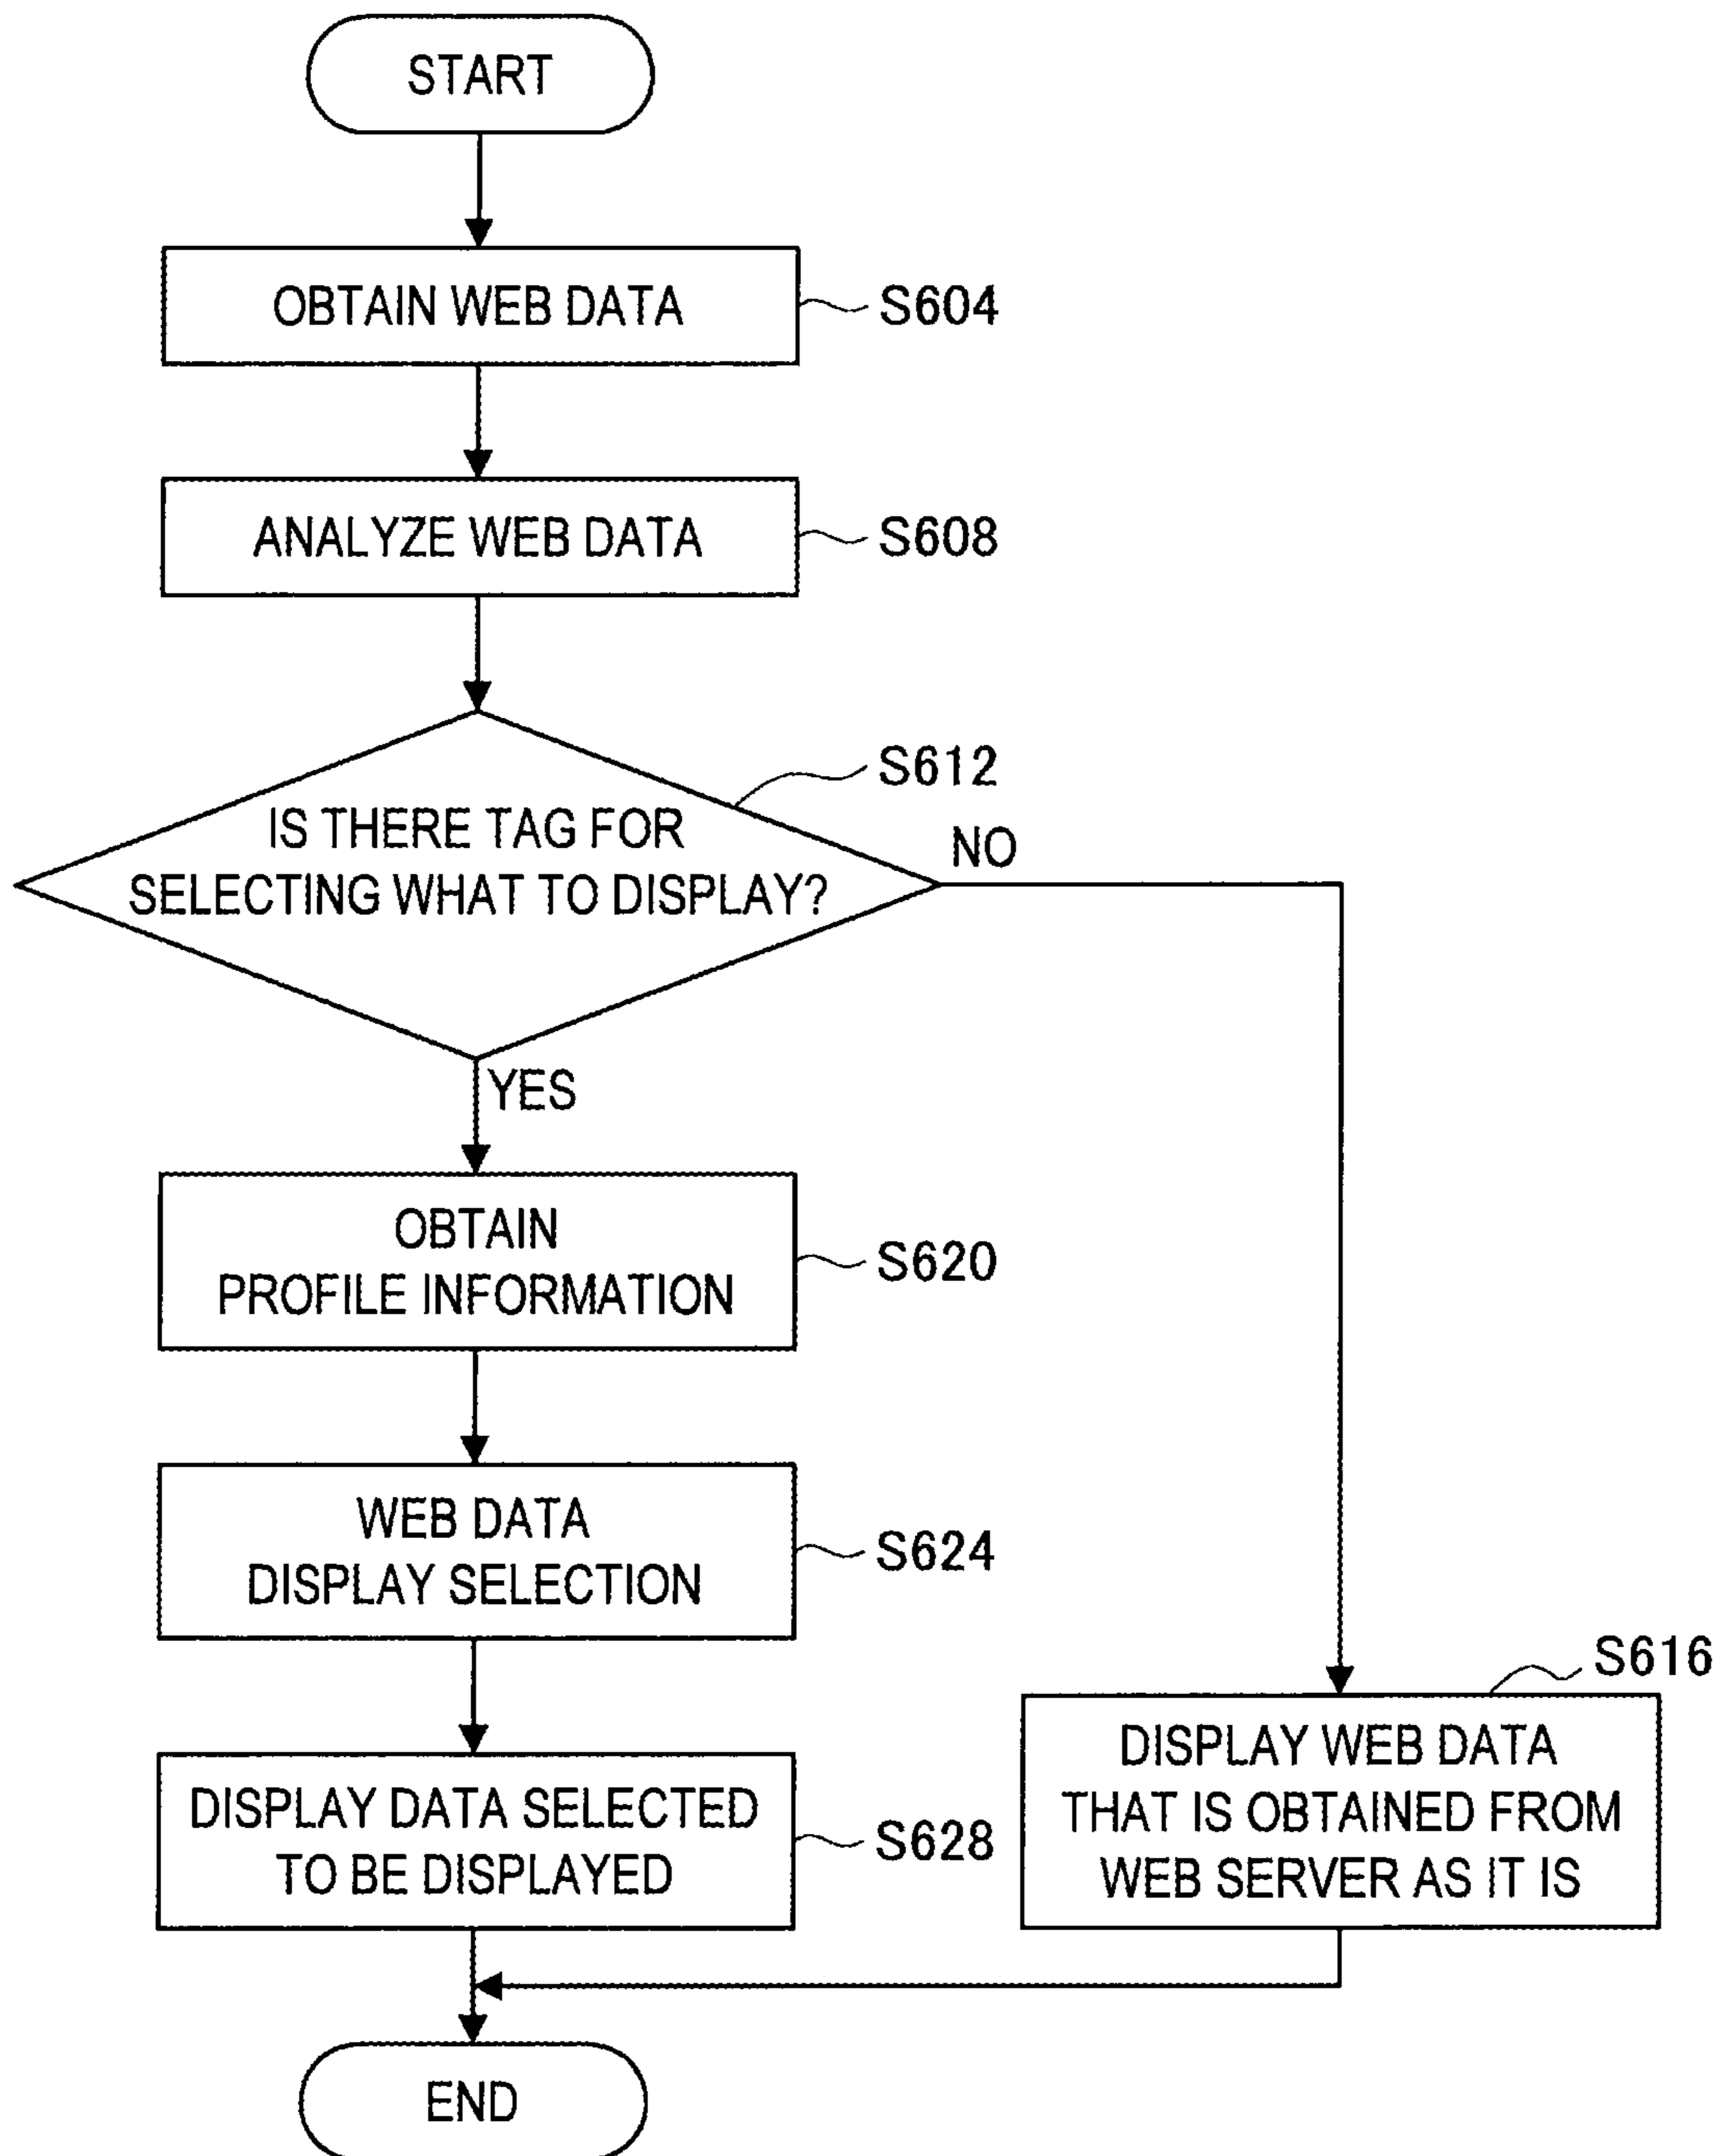 START
OBTAIN WEB DATA
S604
ANALYZE WEB DATA
S608
S612
IS THERE TAG FOR
SELECTING WHAT TO DISPLAY?
NO
YES
OBTAIN
PROFILE INFORMATION
S620
WEB DATA
DISPLAY SELECTION
S624
S616
DISPLAY WEB DATA
THAT IS OBTAINED FROM
WEB SERVER AS IT IS
DISPLAY DATA SELECTED
TO BE DISPLAYED
S628
END